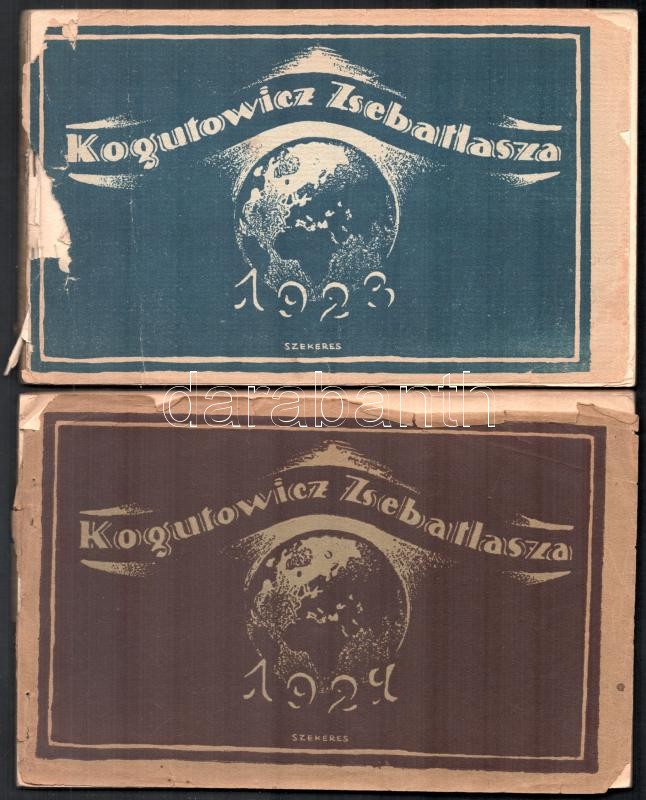 Kogutowicz Zsebatlasza
1923
SZEKERES
darabanth
Kogutowicz Zsebatlasza
1924
SZEKERES